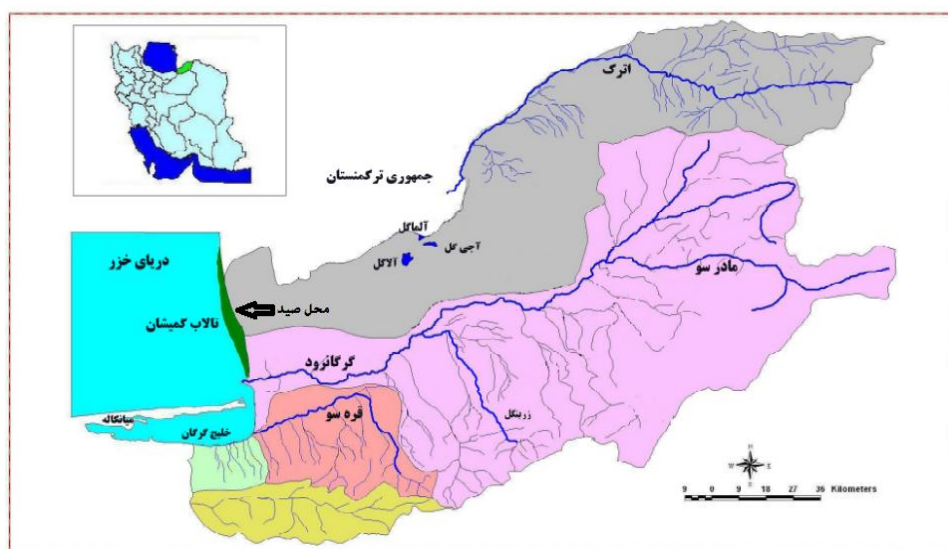 اترک
جمهوری ترکمنستان
آلماگل
آجی گل
آلاگل
دریای خزر
مادر سو
محل صید
تالاب گمیشان
گرگانرود
زرینگل
میانکاله
قره سو
خلیج گرگان
N
W E
S
9 0 9 18 27 36 Kilometers